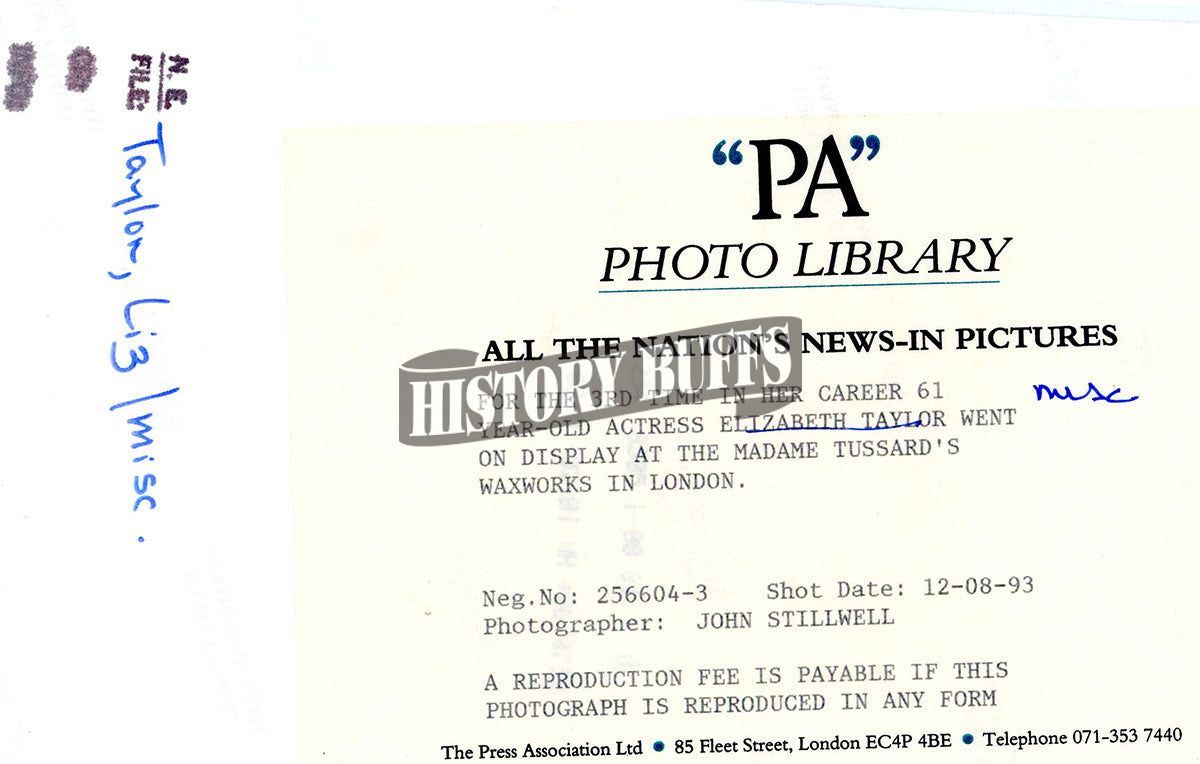 N.E.
FILE:
Taylor, Liz/misc.
“PA”
PHOTO LIBRARY
ALL THE NATION'S NEWS-IN PICTURES
HISTORY BUFFS
FOR THE 3RD TIME IN HER CAREER 61
misc
YEAR-OLD ACTRESS ELIZABETH TAYLOR WENT
ON DISPLAY AT THE MADAME TUSSARD'S
WAXWORKS IN LONDON.
Neg.No: 256604-3 Shot Date: 12-08-93
Photographer: JOHN STILLWELL
A REPRODUCTION FEE IS PAYABLE IF THIS
PHOTOGRAPH IS REPRODUCED IN ANY FORM
The Press Association Ltd • 85 Fleet Street, London EC4P 4BE • Telephone 071-353 7440